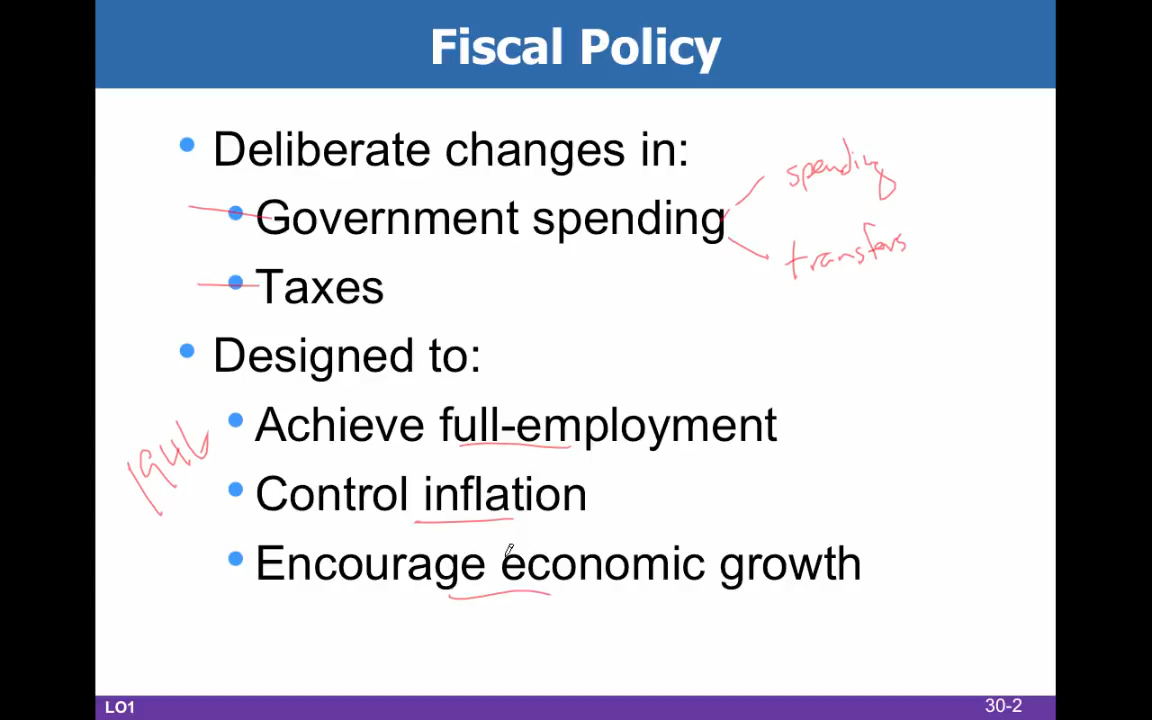 Fiscal Policy
• Deliberate changes in:
spending
• Government spending
transfers
• Taxes
• Designed to:
• Achieve full-employment
1946
• Control inflation
• Encourage economic growth
LO1
30-2